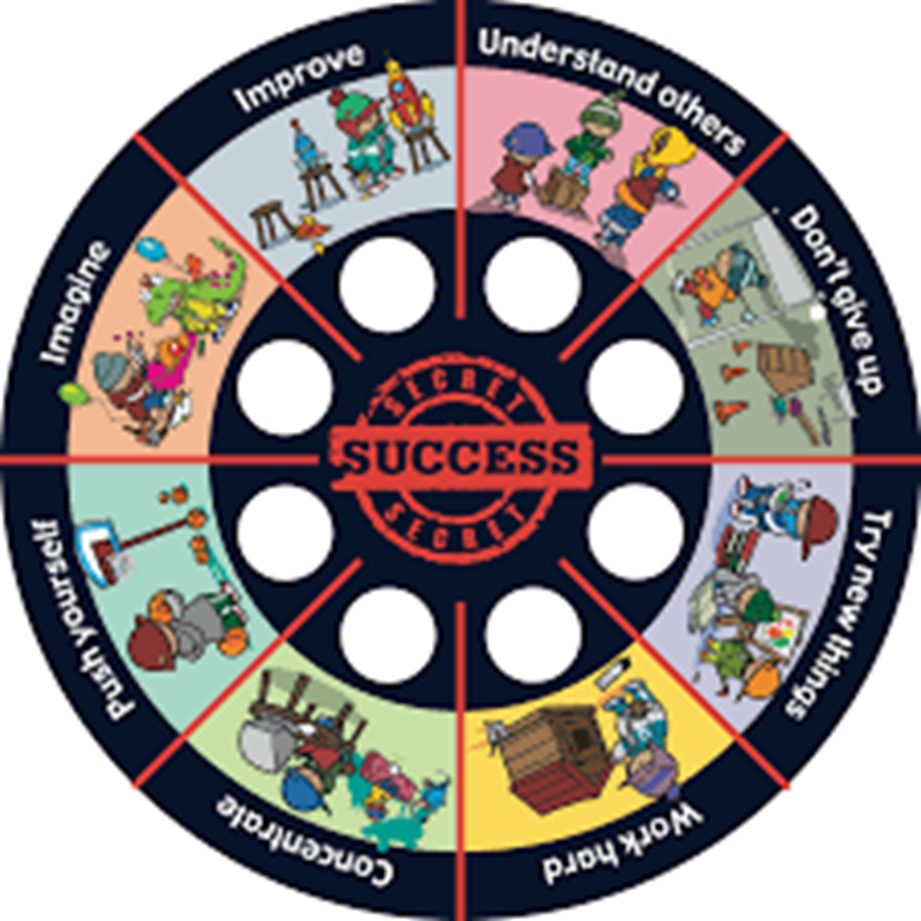 Understand others
Don't give up
Try new things
Work hard
Concentrate
Push yourself
Imagine
Improve
SECRET
SUCCESS
SECRET